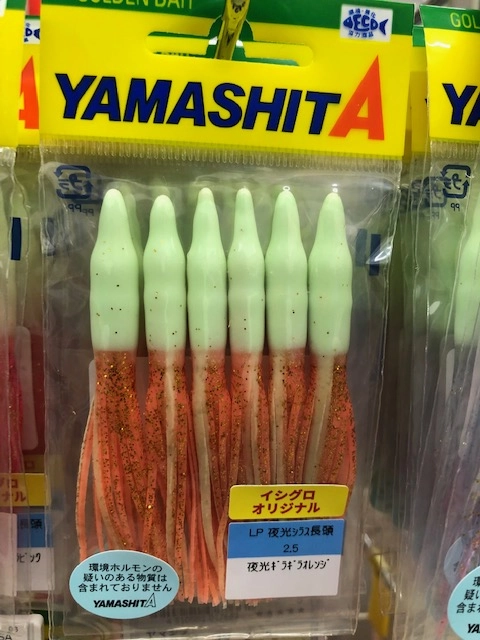 GOLDEN BAIT
YAMASHITA
イシグロ
オリジナル
LP 夜光シラス長頭
2.5
夜光ギラギラオレンジ
環境ホルモンの
疑いのある物質は
含まれておりません
YAMASHITA